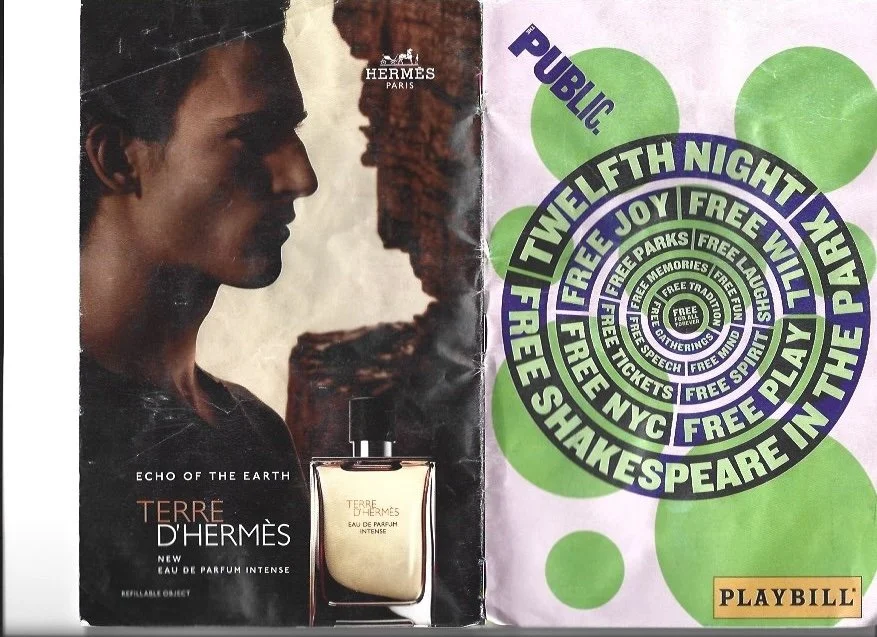 HERMÈS
PARIS
ECHO OF THE EARTH
TERRE
D'HERMÈS
NEW
EAU DE PARFUM INTENSE
REFILLABLE OBJECT
TERRE
D'HERMÈS
EAU DE PARFUM
INTENSE
THE
PUBLIC.
TWELFTH NIGHT
FREE SHAKESPEARE IN THE PARK
FREE JOY
FREE WILL
FREE PLAY
FREE NYC
FREE PARKS
FREE LAUGHS
FREE SPIRIT
FREE TICKETS
FREE MEMORIES
FREE FUN
FREE MIND
FREE SPEECH
FREE TRADITION
FREE GATHERINGS
FREE
FOR ALL
FOREVER
PLAYBILL